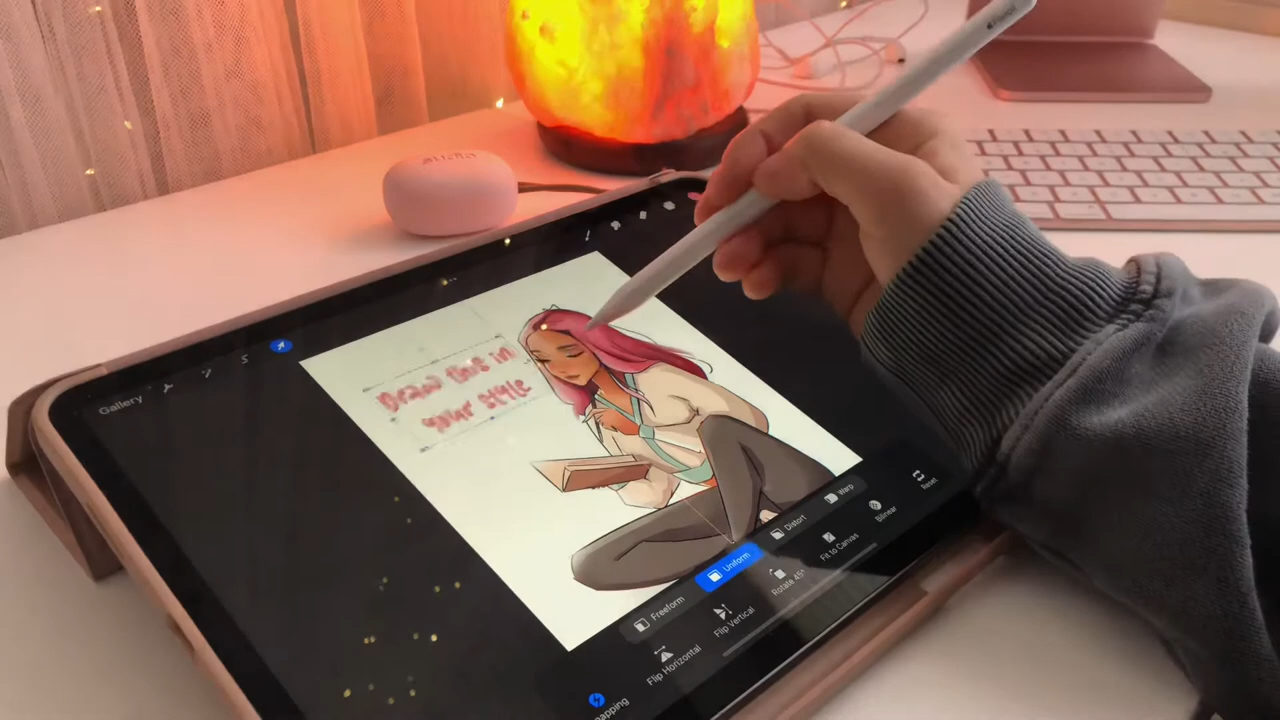 Gallery
Draw this in
your style
Freeform
Uniform
Distort
Warp
Flip Horizontal
Flip Vertical
Rotate 45°
Fit to Canvas
Bilinear
Reset